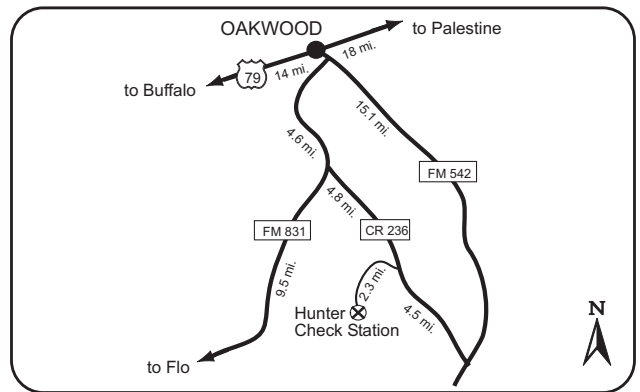 OAKWOOD
to Palestine
18 mi.
14 mi.
79
to Buffalo
15.1 mi.
4.6 mi.
FM 542
4.8 mi.
FM 831
CR 236
9.5 mi.
2.3 mi.
Hunter
Check Station
4.5 mi.
N
to Flo